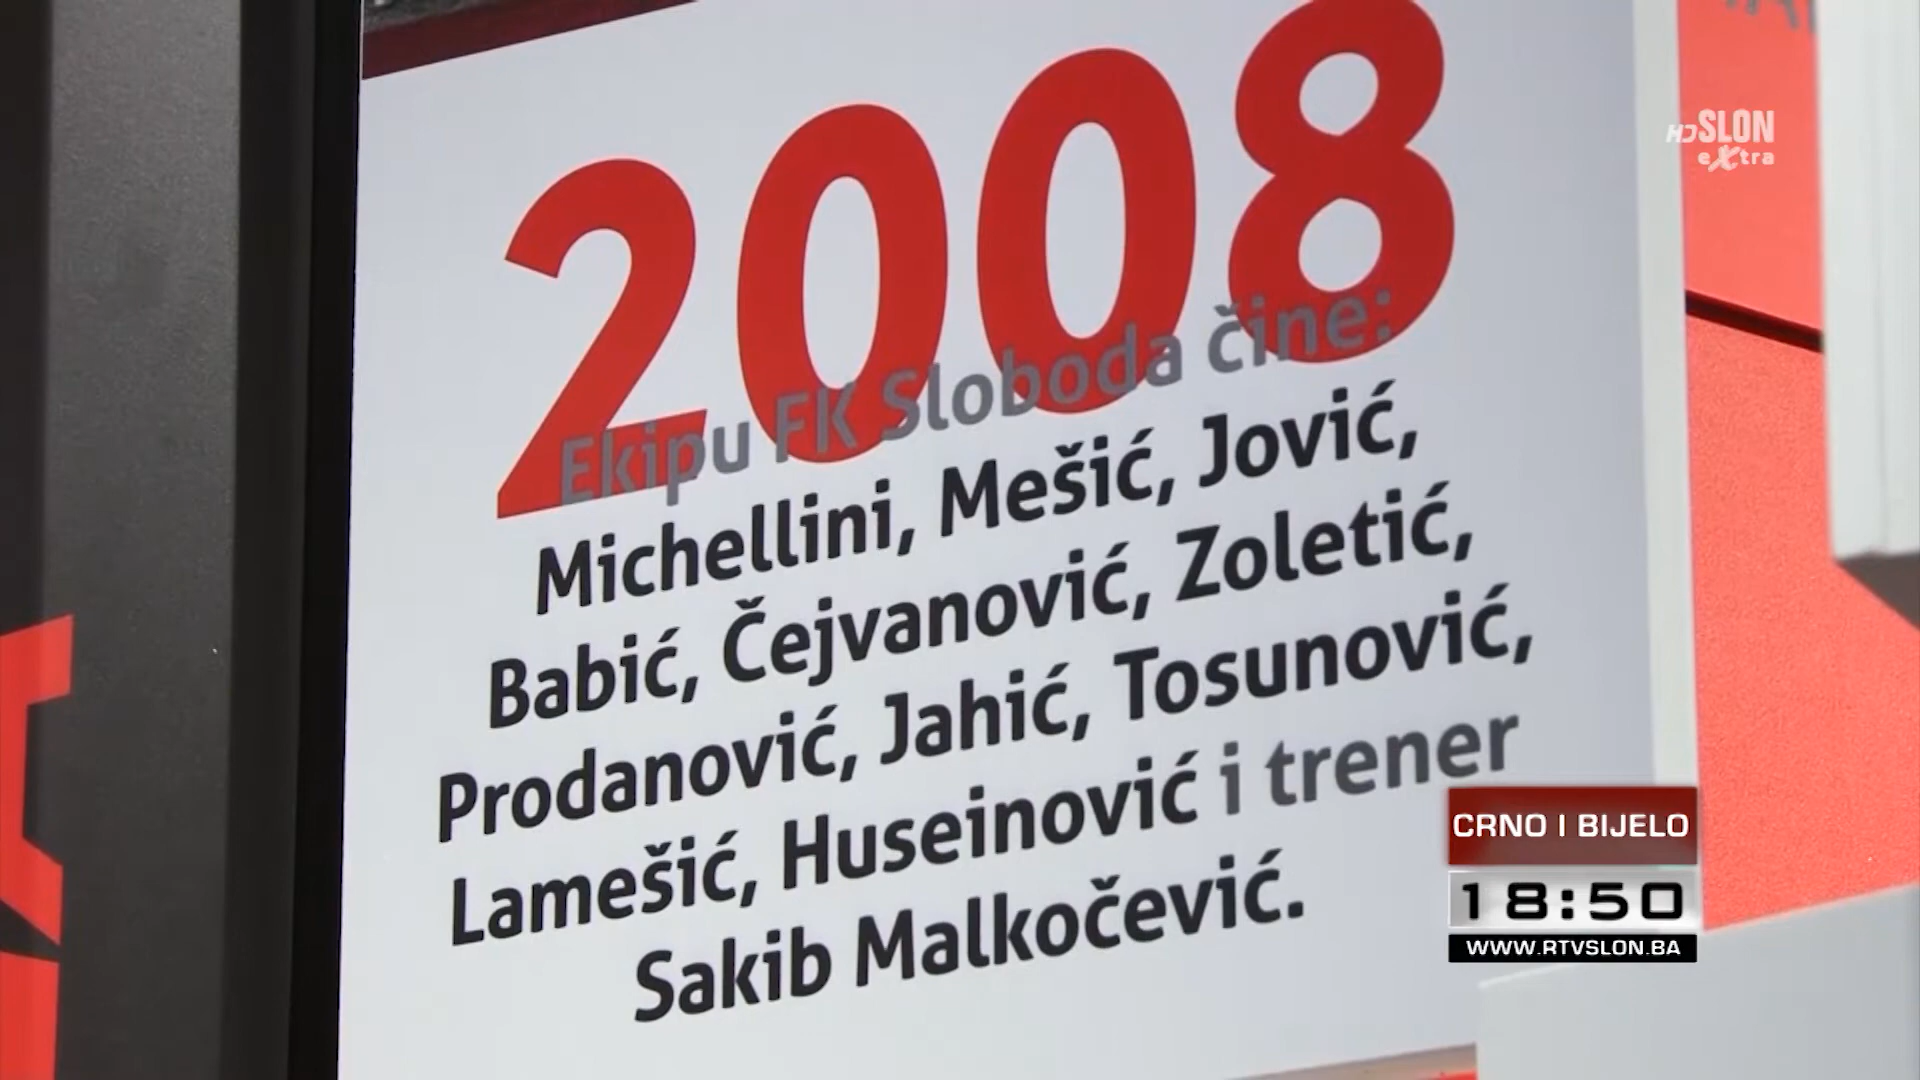 2008
Ekipu FK Sloboda čine:
Michellini, Mešić, Jović,
Babić, Čejvanović, Zoletić,
Prodanović, Jahić, Tosunović,
Lamešić, Huseinović i trener
Sakib Malkočević.
HD SLON
extra
CRNO I BIJELO
18:50
WWW.RTVSLON.BA